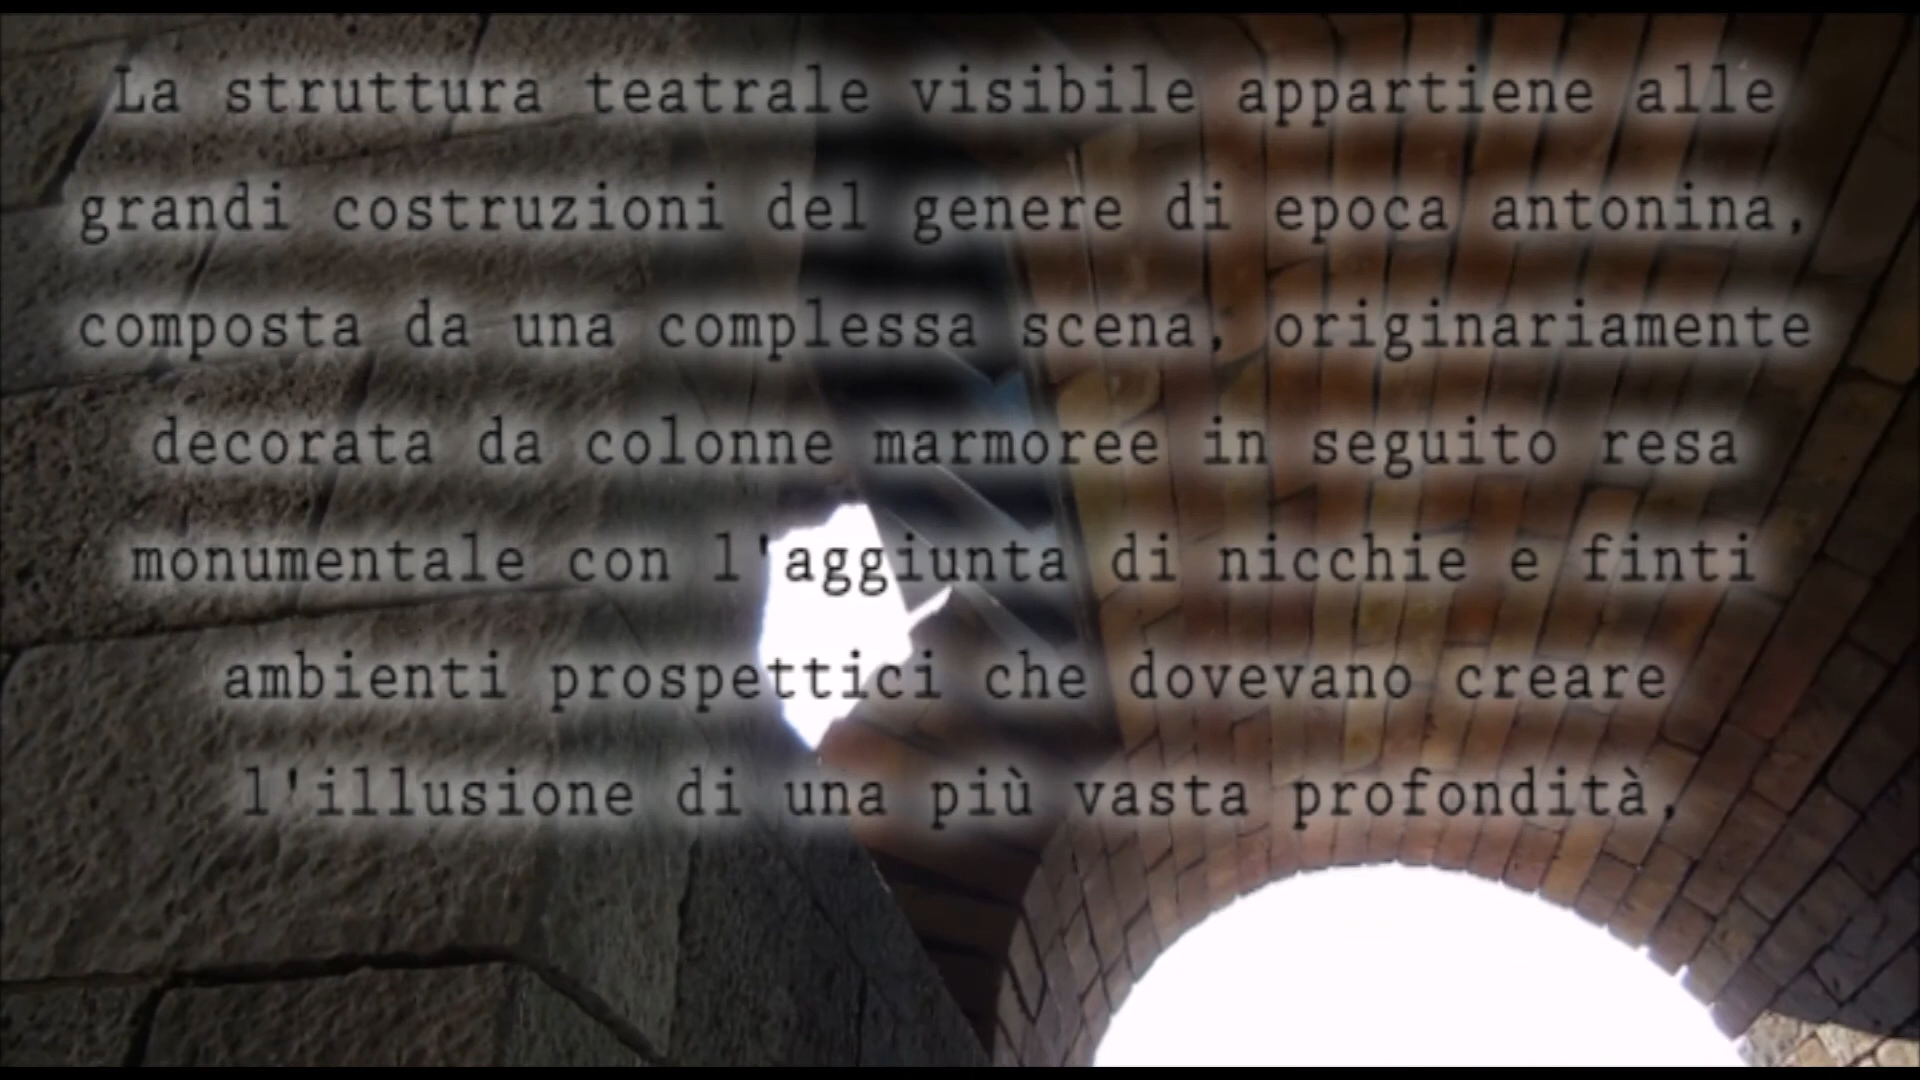 La struttura teatrale visibile appartiene alle
grandi costruzioni del genere di epoca antonina,
composta da una complessa scena, originariamente
decorata da colonne marmoree in seguito resa
monumentale con l'aggiunta di nicchie e finti
ambienti prospettici che dovevano creare
l'illusione di una più vasta profondità,